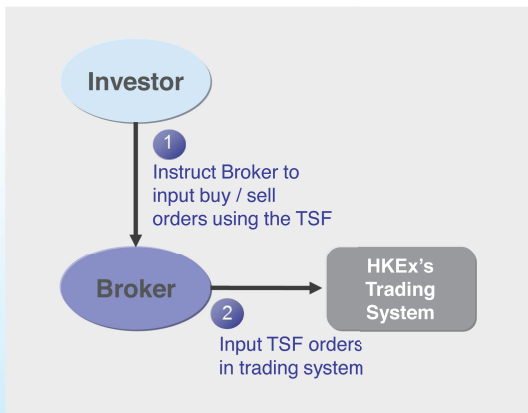 Investor
1
Instruct Broker to
input buy / sell
orders using the TSF
Broker
HKEx's
Trading
System
2
Input TSF orders
in trading system